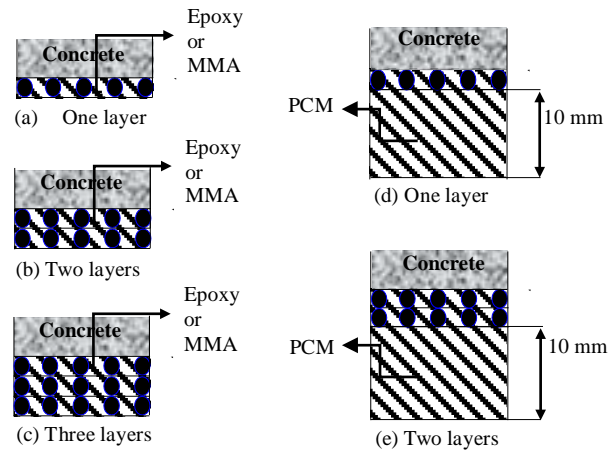 Epoxy
or
MMA
Concrete
(a) One layer
Epoxy
or
MMA
Concrete
(b) Two layers
Epoxy
or
MMA
Concrete
(c) Three layers
Concrete
PCM
10 mm
(d) One layer
Concrete
PCM
10 mm
(e) Two layers